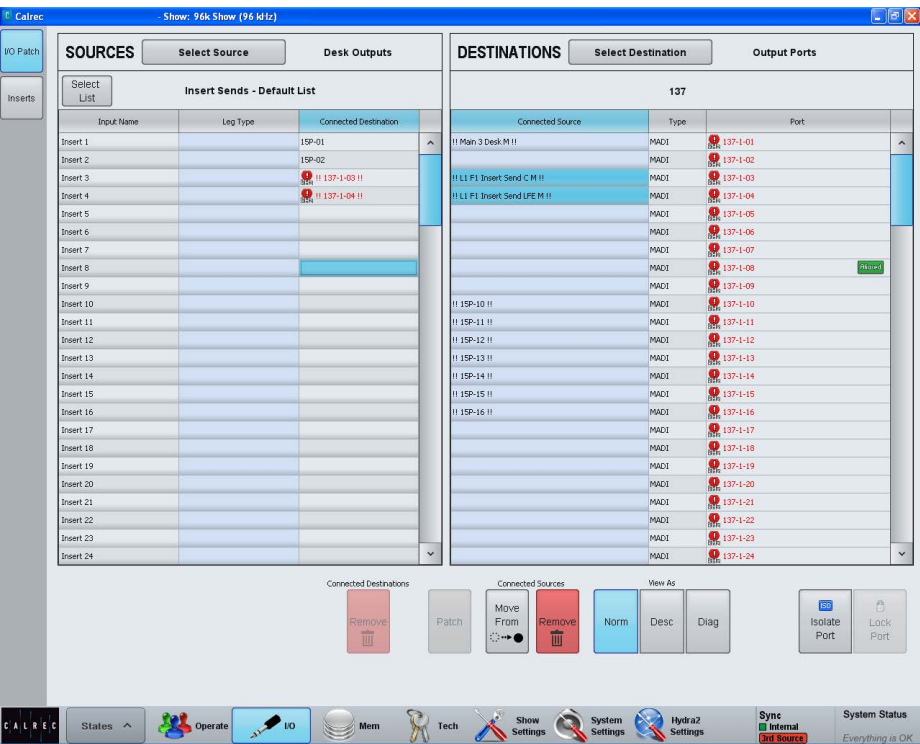 Calrec - Show: 96k Show (96 kHz)
I/O Patch
Inserts
SOURCES Select Source Desk Outputs
Select List Insert Sends - Default List
Input Name Leg Type Connected Destination
Insert 1 15P-01
Insert 2 15P-02
Insert 3 !! 137-1-03 !!
Insert 4 !! 137-1-04 !!
Insert 5
Insert 6
Insert 7
Insert 8
Insert 9
Insert 10
Insert 11
Insert 12
Insert 13
Insert 14
Insert 15
Insert 16
Insert 17
Insert 18
Insert 19
Insert 20
Insert 21
Insert 22
Insert 23
Insert 24
DESTINATIONS Select Destination Output Ports
137
Connected Source Type Port
!! Main 3 Desk M !! MADI 137-1-01
MADI 137-1-02
!! L1 F1 Insert Send C M !! MADI 137-1-03
!! L1 F1 Insert Send LFE M !! MADI 137-1-04
MADI 137-1-05
MADI 137-1-06
MADI 137-1-07
MADI 137-1-08 Aliased
MADI 137-1-09
!! 15P-10 !! MADI 137-1-10
!! 15P-11 !! MADI 137-1-11
!! 15P-12 !! MADI 137-1-12
!! 15P-13 !! MADI 137-1-13
!! 15P-14 !! MADI 137-1-14
!! 15P-15 !! MADI 137-1-15
!! 15P-16 !! MADI 137-1-16
MADI 137-1-17
MADI 137-1-18
MADI 137-1-19
MADI 137-1-20
MADI 137-1-21
MADI 137-1-22
MADI 137-1-23
MADI 137-1-24
Connected Destinations Connected Sources View As
Remove Patch Move From Remove Norm Desc Diag ISO Isolate Port Lock Port
CALREC States Operate I/O Mem Tech Show Settings System Settings Hydra2 Settings
Sync
Internal
3rd Source
System Status
Everything is OK